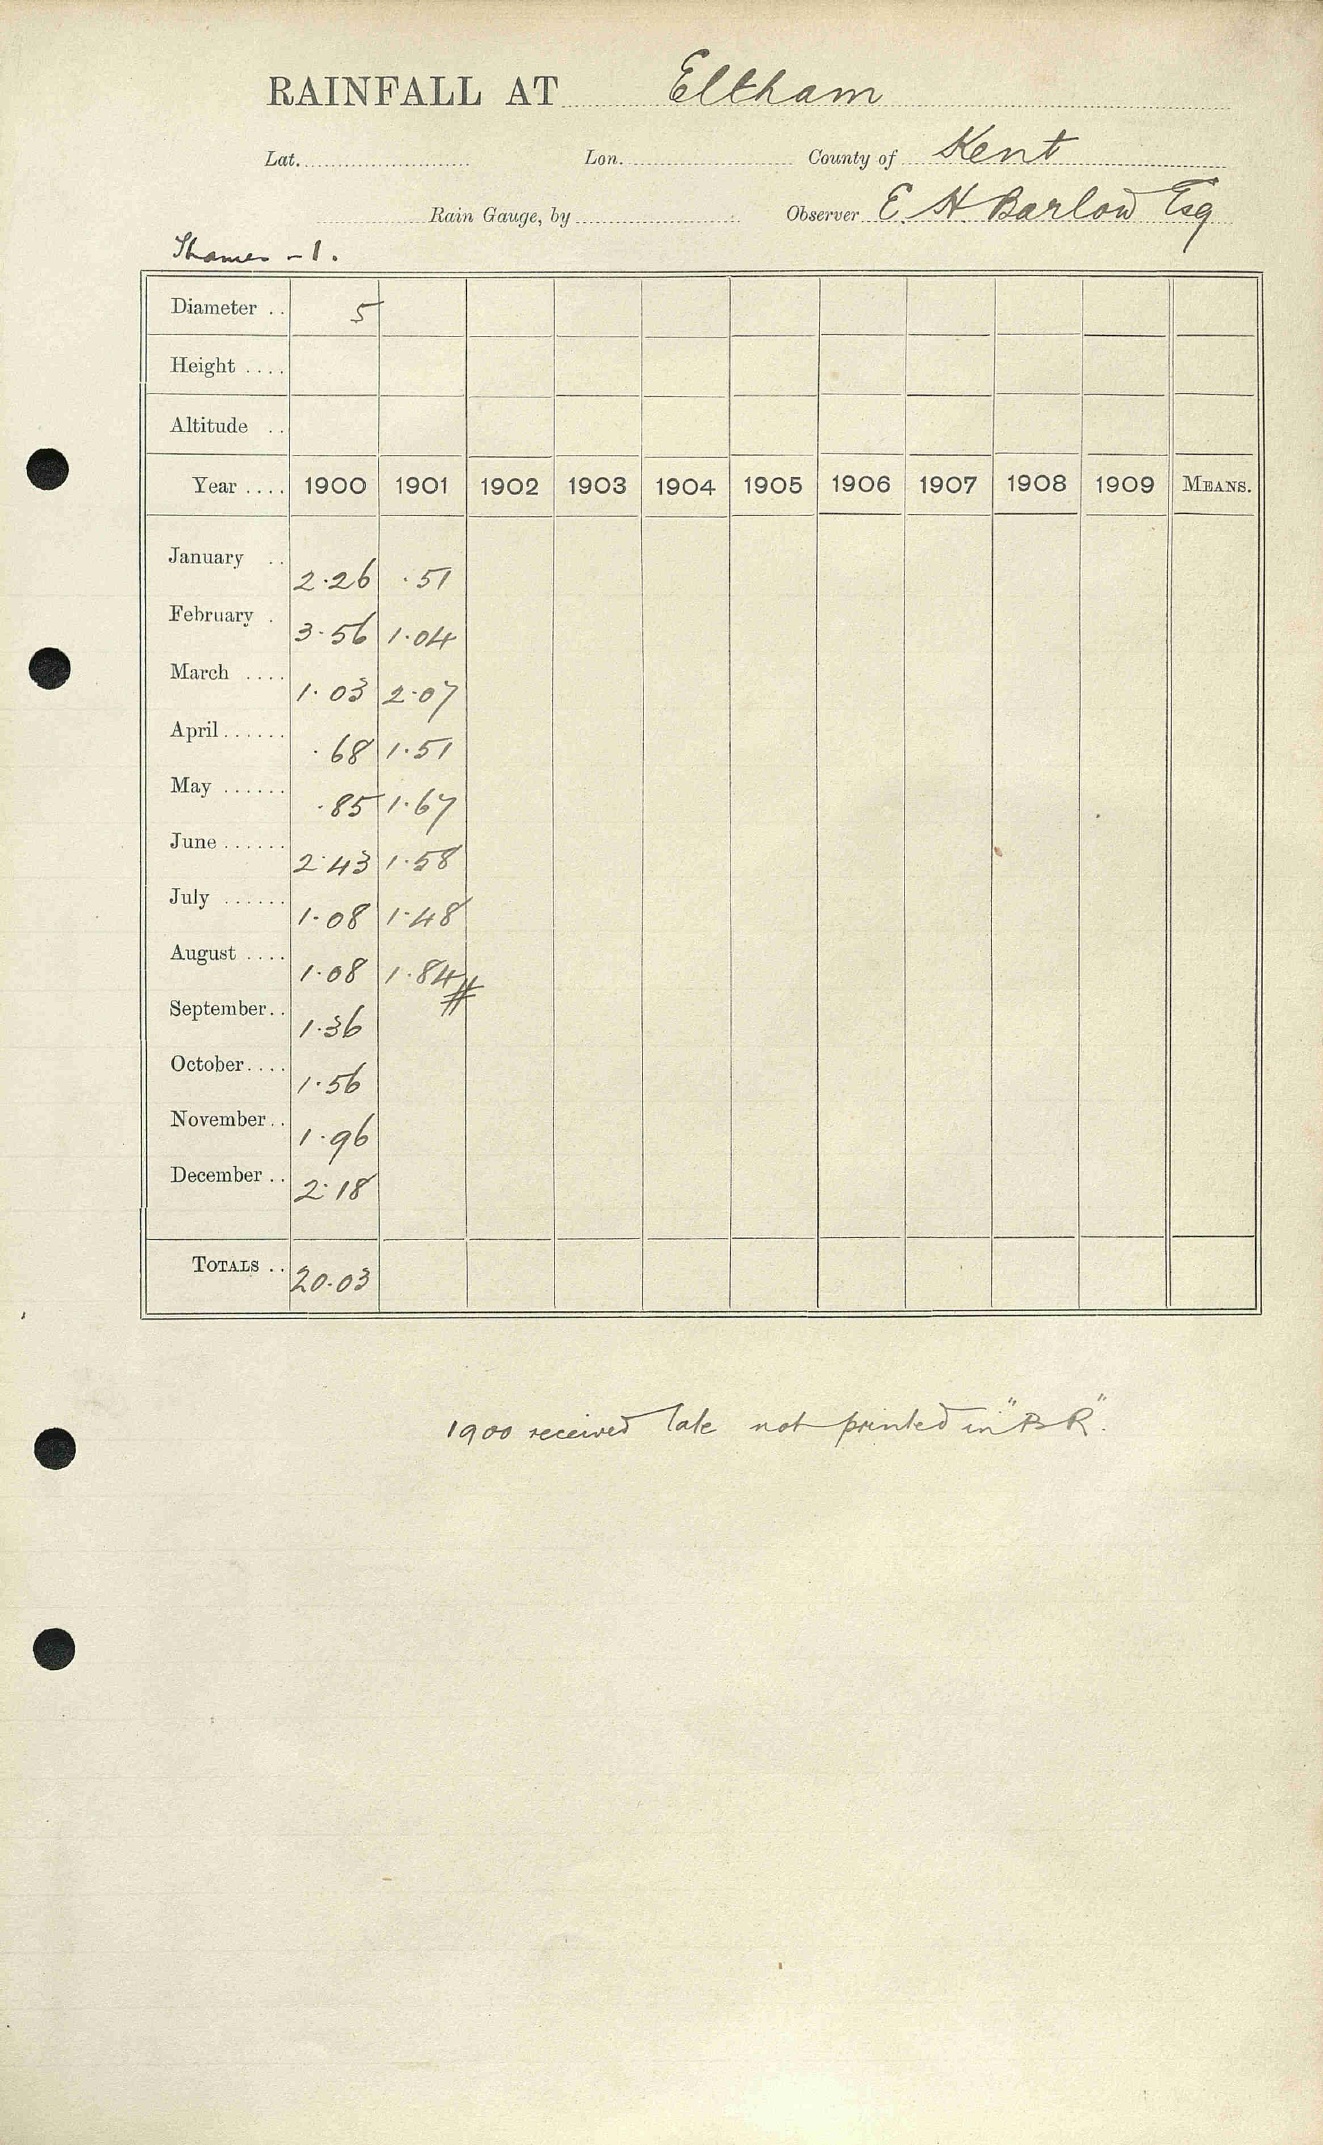 RAINFALL AT Eltham
Lat. Lon. County of Kent
Rain Gauge, by Observer E. H. Barlow Esq
Thames - 1.
Diameter .. 5
Height ....
Altitude ..
Year .... 1900 1901 1902 1903 1904 1905 1906 1907 1908 1909 MEANS.
January .. 2.26 .51
February . 3.56 1.04
March .... 1.03 2.07
April...... .68 1.51
May ...... .85 1.67
June ...... 2.43 1.58
July ...... 1.08 1.48
August .... 1.08 1.84 #
September.. 1.36
October.... 1.56
November.. 1.96
December .. 2.18
TOTALS .. 20.03
1900 received late not printed in "BR".